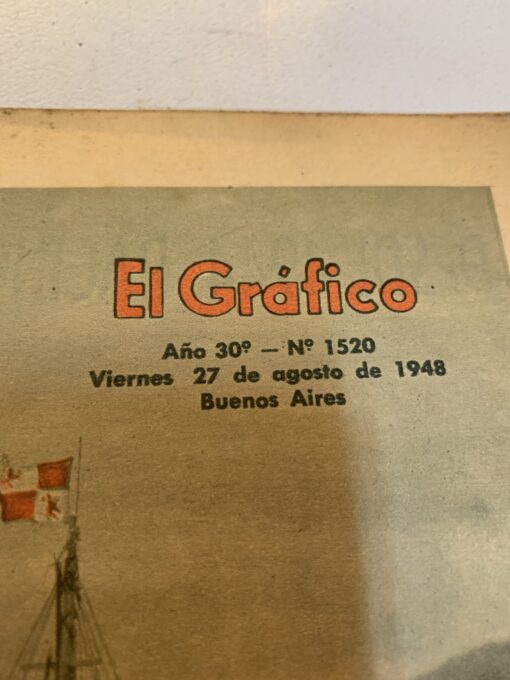 El Gráfico
Año 30º — Nº 1520
Viernes 27 de agosto de 1948
Buenos Aires